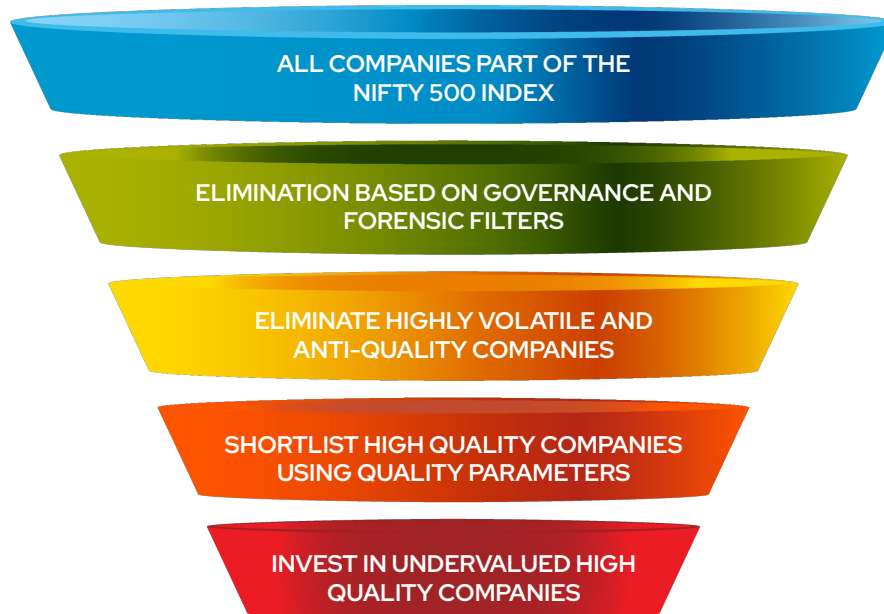 ALL COMPANIES PART OF THE
NIFTY 500 INDEX
ELIMINATION BASED ON GOVERNANCE AND
FORENSIC FILTERS
ELIMINATE HIGHLY VOLATILE AND
ANTI-QUALITY COMPANIES
SHORTLIST HIGH QUALITY COMPANIES
USING QUALITY PARAMETERS
INVEST IN UNDERVALUED HIGH
QUALITY COMPANIES